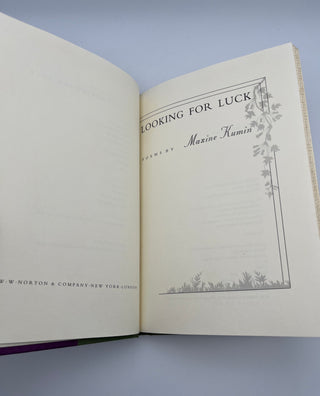 LOOKING FOR LUCK
POEMS BY Maxine Kumin
W·W·NORTON & COMPANY·NEW YORK·LONDON